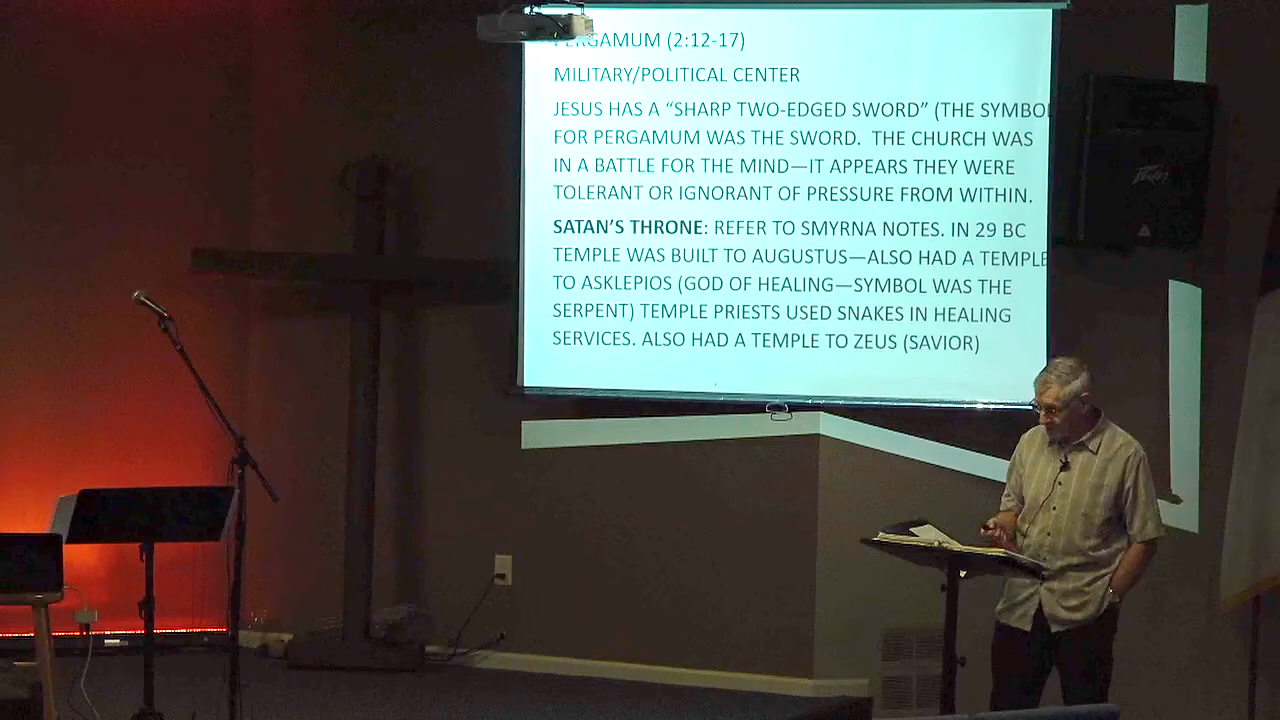 PERGAMUM (2:12-17)
MILITARY/POLITICAL CENTER
JESUS HAS A “SHARP TWO-EDGED SWORD” (THE SYMBOL
FOR PERGAMUM WAS THE SWORD. THE CHURCH WAS
IN A BATTLE FOR THE MIND—IT APPEARS THEY WERE
TOLERANT OR IGNORANT OF PRESSURE FROM WITHIN.
SATAN’S THRONE: REFER TO SMYRNA NOTES. IN 29 BC
TEMPLE WAS BUILT TO AUGUSTUS—ALSO HAD A TEMPLE
TO ASKLEPIOS (GOD OF HEALING—SYMBOL WAS THE
SERPENT) TEMPLE PRIESTS USED SNAKES IN HEALING
SERVICES. ALSO HAD A TEMPLE TO ZEUS (SAVIOR)
PEAVEY